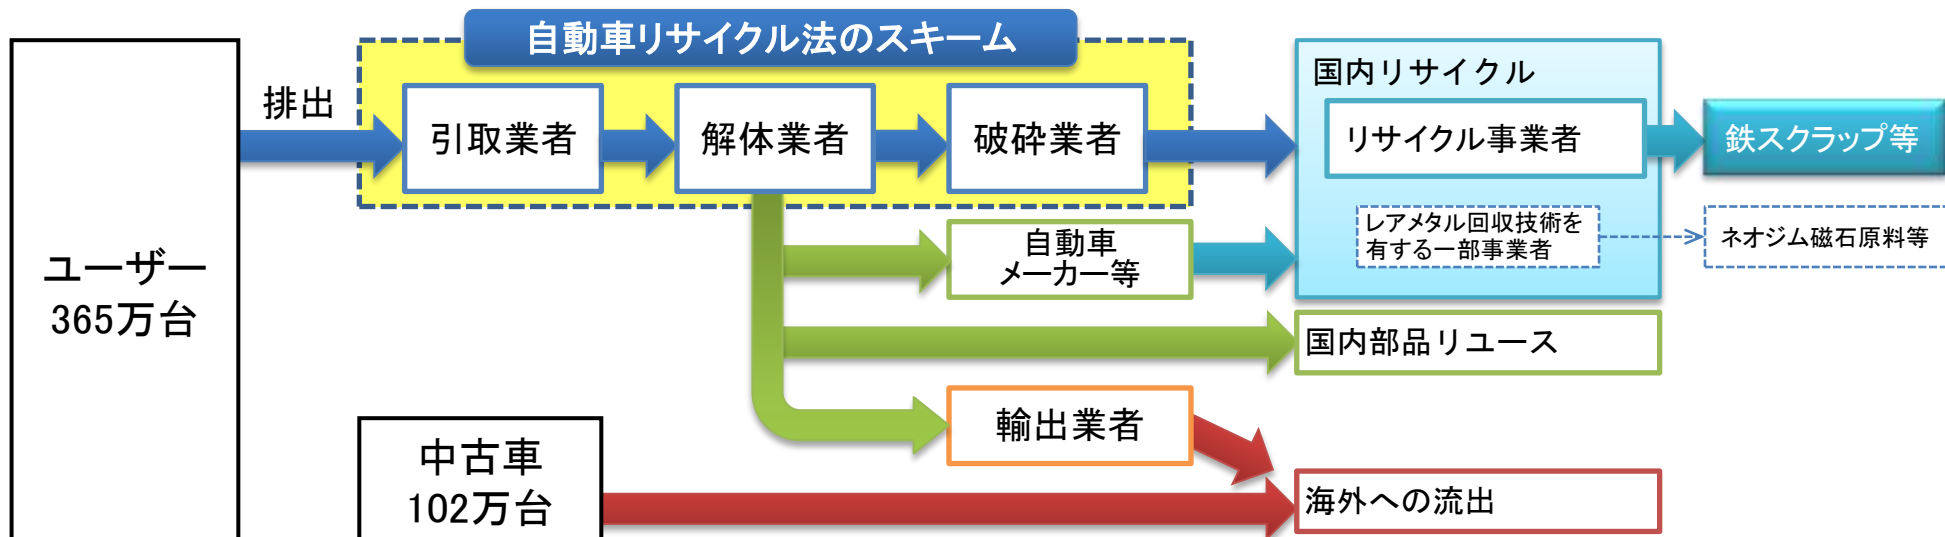 自動車リサイクル法のスキーム
ユーザー
365万台
排出
引取業者
解体業者
破砕業者
国内リサイクル
リサイクル事業者
鉄スクラップ等
レアメタル回収技術を
有する一部事業者
ネオジム磁石原料等
自動車
メーカー等
国内部品リユース
輸出業者
中古車
102万台
海外への流出